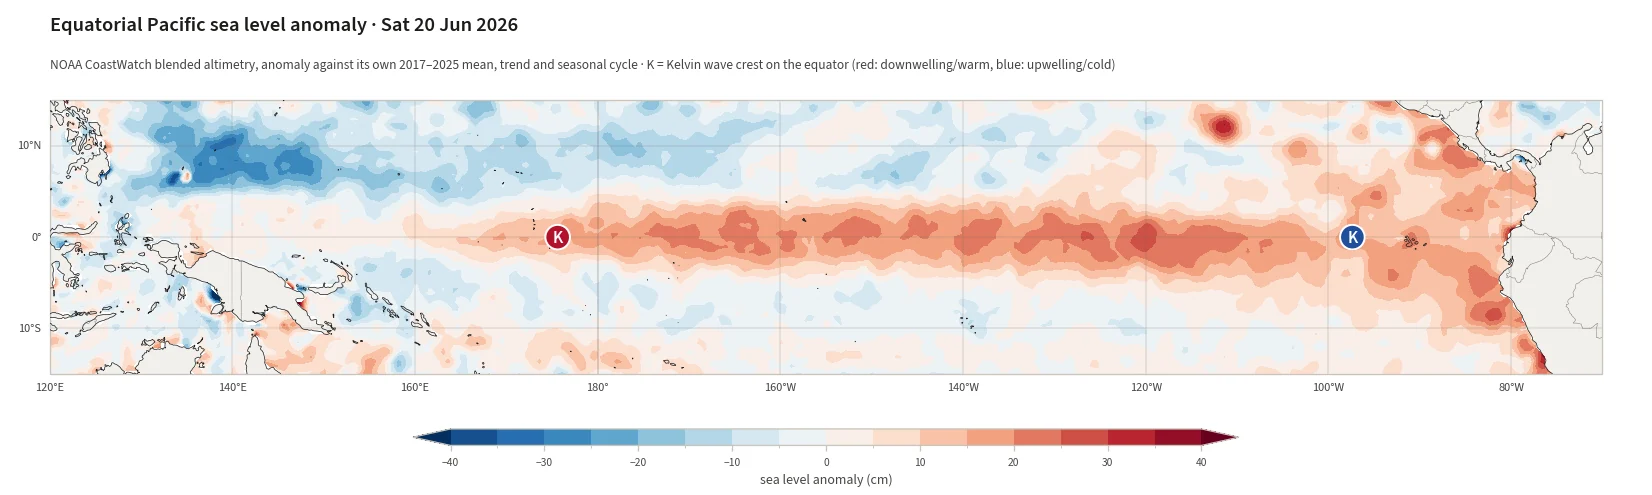 Equatorial Pacific sea level anomaly · Sat 20 Jun 2026
NOAA CoastWatch blended altimetry, anomaly against its own 2017–2025 mean, trend and seasonal cycle · K = Kelvin wave crest on the equator (red: downwelling/warm, blue: upwelling/cold)
10°N
0°
K
K
10°S
120°E 140°E 160°E 180° 160°W 140°W 120°W 100°W 80°W
−40 −30 −20 −10 0 10 20 30 40
sea level anomaly (cm)